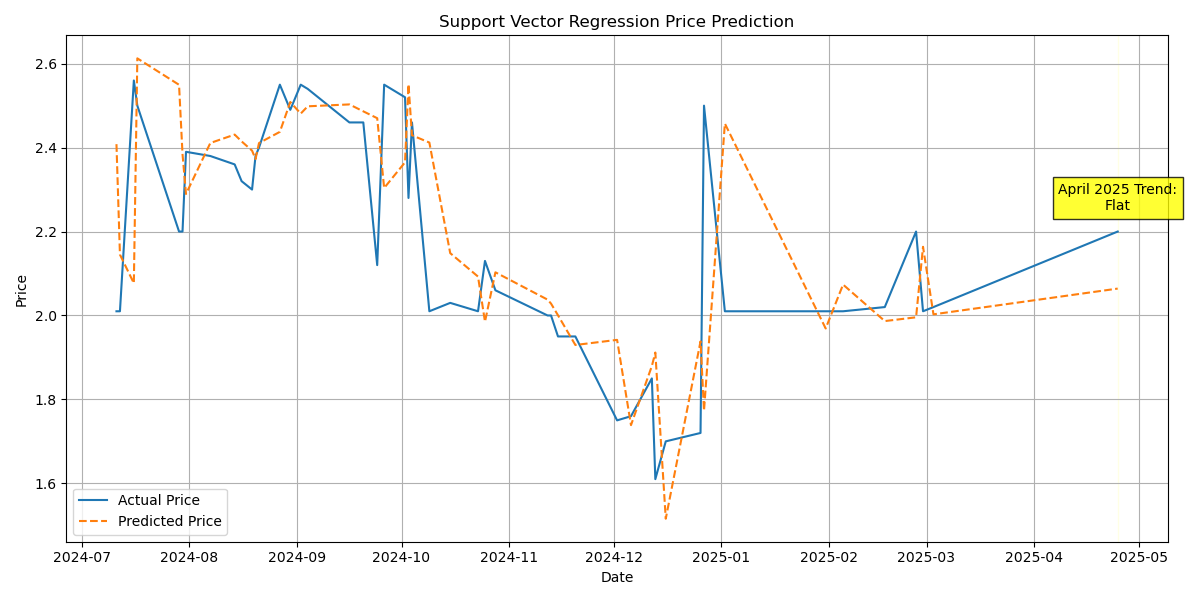 Support Vector Regression Price Prediction
Price
2.6
2.4
2.2
2.0
1.8
1.6
April 2025 Trend:
Flat
Actual Price
Predicted Price
2024-07 2024-08 2024-09 2024-10 2024-11 2024-12 2025-01 2025-02 2025-03 2025-04 2025-05
Date